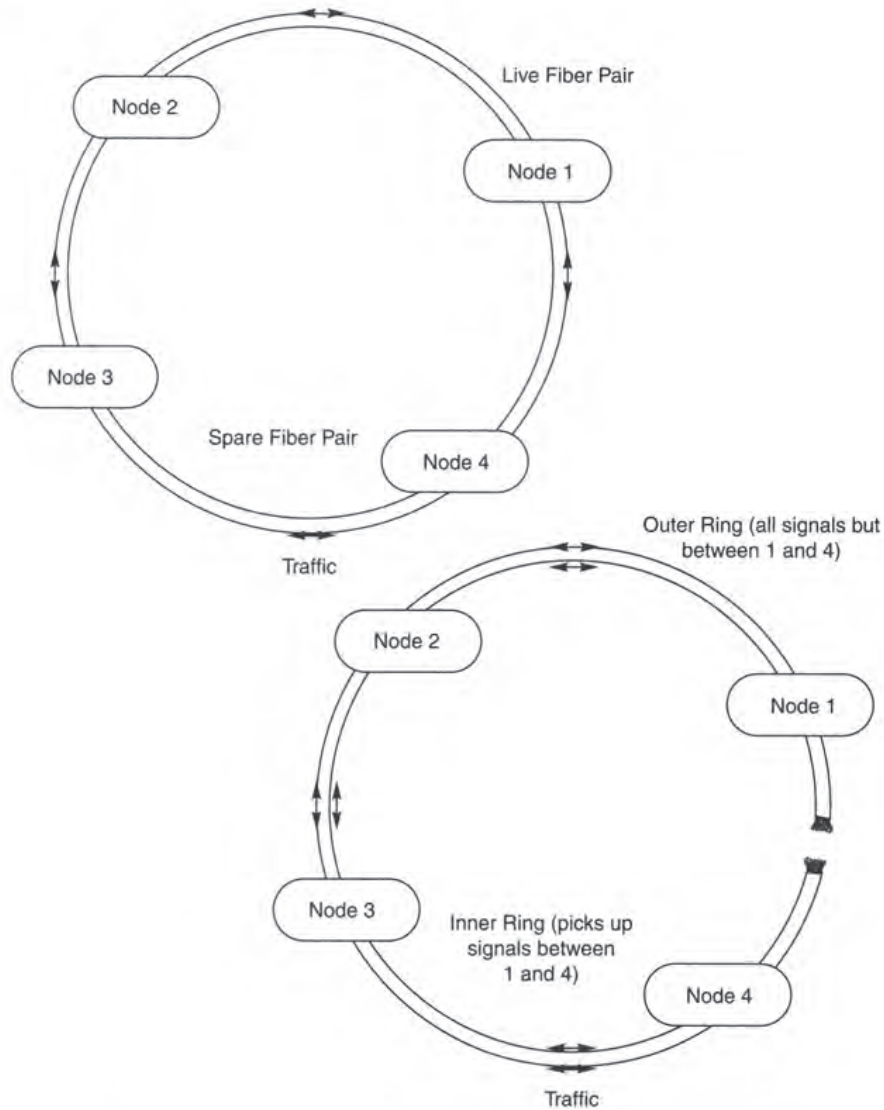 Live Fiber Pair
Node 2
Node 1
Node 3
Spare Fiber Pair
Node 4
Traffic
Outer Ring (all signals but
between 1 and 4)
Node 2
Node 1
Node 3
Inner Ring (picks up
signals between
1 and 4)
Node 4
Traffic